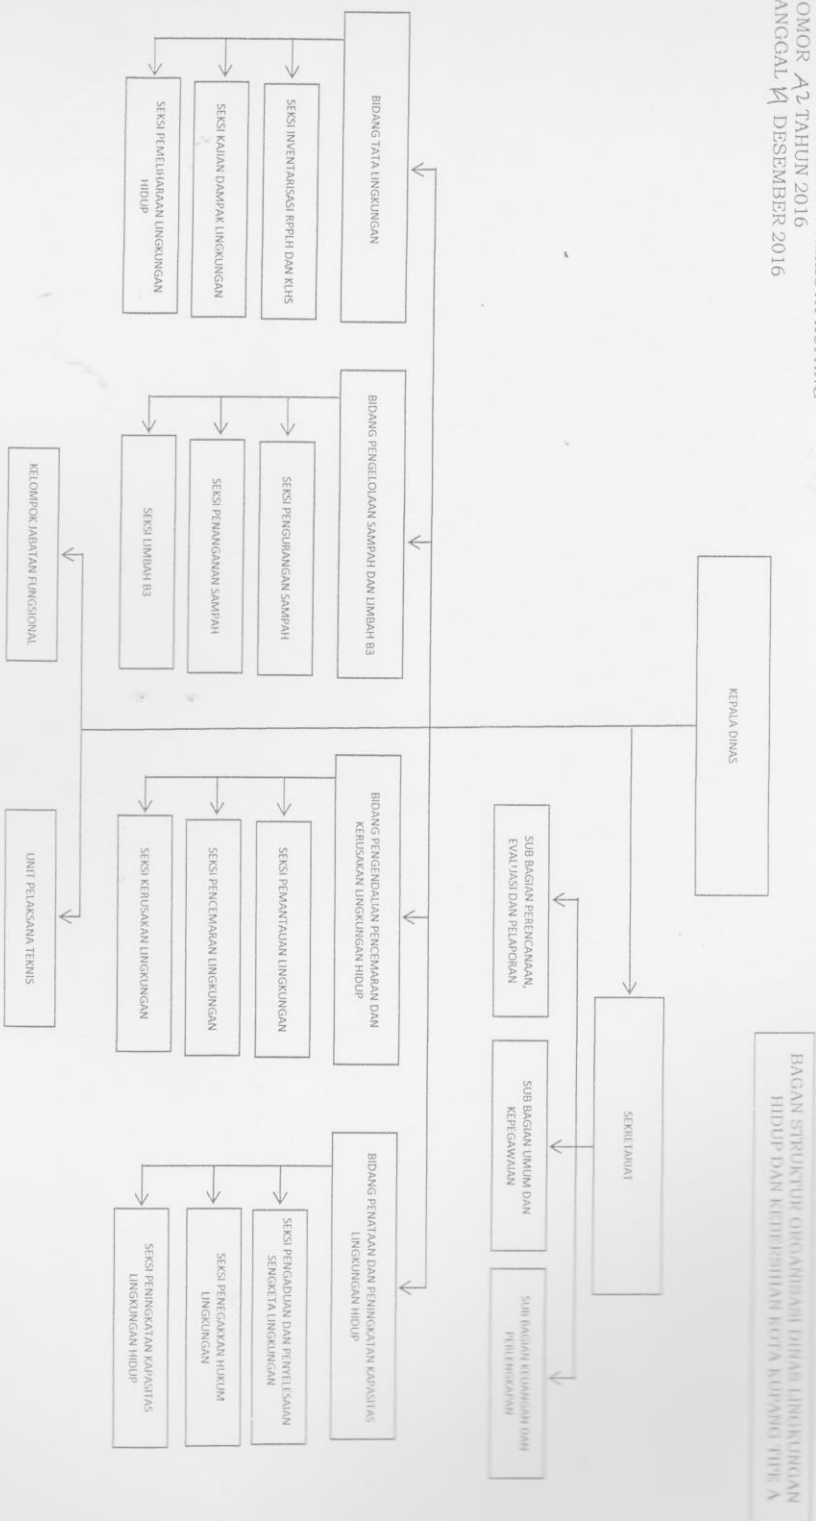 NOMOR 42 TAHUN 2016
TANGGAL 19 DESEMBER 2016
BAGAN STRUKTUR ORGANISASI DINAS LINGKUNGAN
HIDUP DAN KEBERSIHAN KOTA KUPANG TIPE A
KEPALA DINAS
SEKRETARIAT
SUB BAGIAN PERENCANAAN,
EVALUASI DAN PELAPORAN
SUB BAGIAN UMUM DAN
KEPEGAWAIAN
SUB BAGIAN KEUANGAN DAN
PERLENGKAPAN
BIDANG TATA LINGKUNGAN
SEKSI INVENTARISASI RPPLH DAN KLHS
SEKSI KAJIAN DAMPAK LINGKUNGAN
SEKSI PEMELIHARAAN LINGKUNGAN
HIDUP
BIDANG PENGELOLAAN SAMPAH DAN LIMBAH B3
SEKSI PENGURANGAN SAMPAH
SEKSI PENANGANAN SAMPAH
SEKSI LIMBAH B3
BIDANG PENGENDALIAN PENCEMARAN DAN
KERUSAKAN LINGKUNGAN HIDUP
SEKSI PEMANTAUAN LINGKUNGAN
SEKSI PENCEMARAN LINGKUNGAN
SEKSI KERUSAKAN LINGKUNGAN
BIDANG PENATAAN DAN PENINGKATAN KAPASITAS
LINGKUNGAN HIDUP
SEKSI PENGADUAN DAN PENYELESAIAN
SENGKETA LINGKUNGAN
SEKSI PENEGAKKAN HUKUM
LINGKUNGAN
SEKSI PENINGKATAN KAPASITAS
LINGKUNGAN HIDUP
KELOMPOK JABATAN FUNGSIONAL
UNIT PELAKSANA TEKNIS